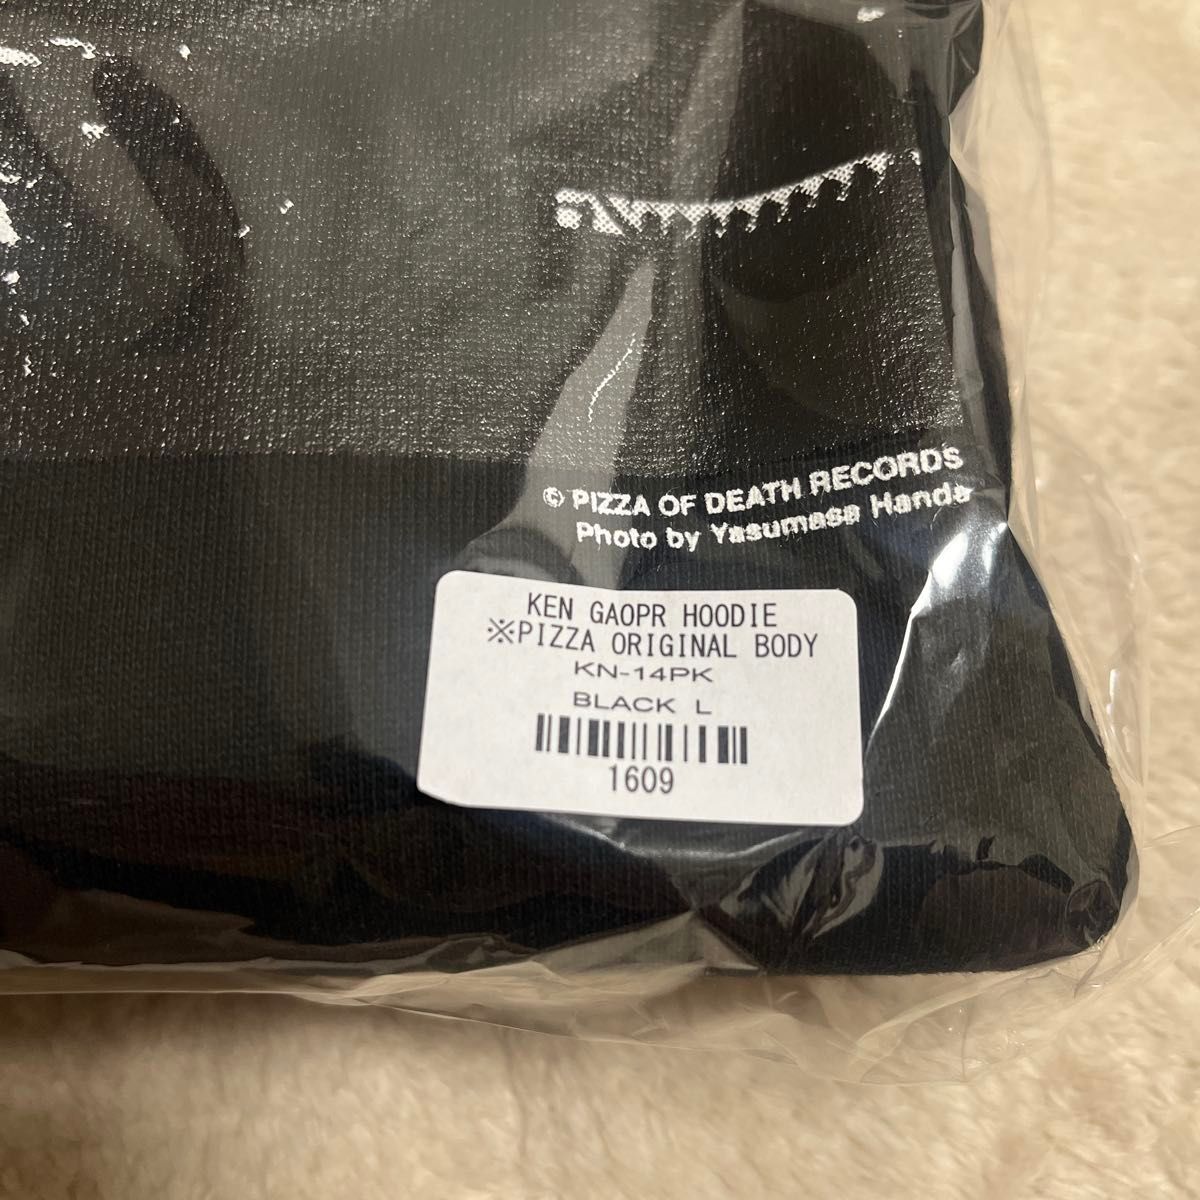 © PIZZA OF DEATH RECORDS
Photo by Yasumasa Handa
KEN GAOPR HOODIE
※PIZZA ORIGINAL BODY
KN-14PK
BLACK L
1609